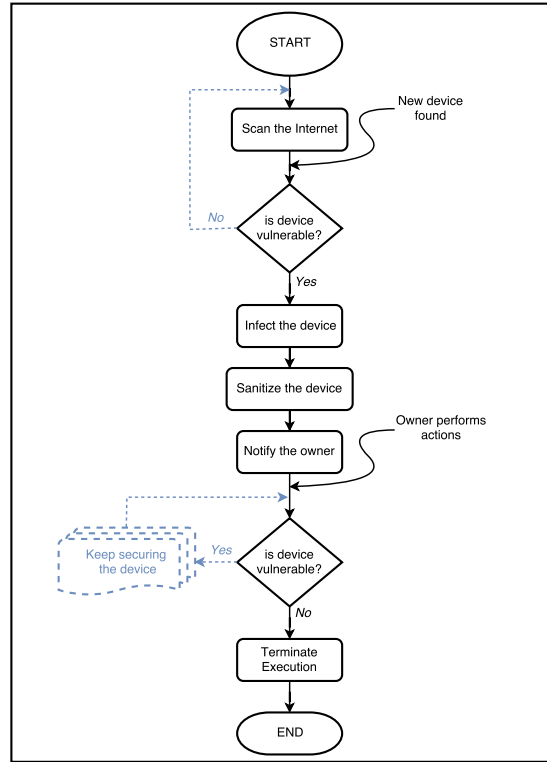 START
New device
found
Scan the Internet
No
is device
vulnerable?
Yes
Infect the device
Sanitize the device
Owner performs
actions
Notify the owner
Keep securing
the device
Yes
is device
vulnerable?
No
Terminate
Execution
END